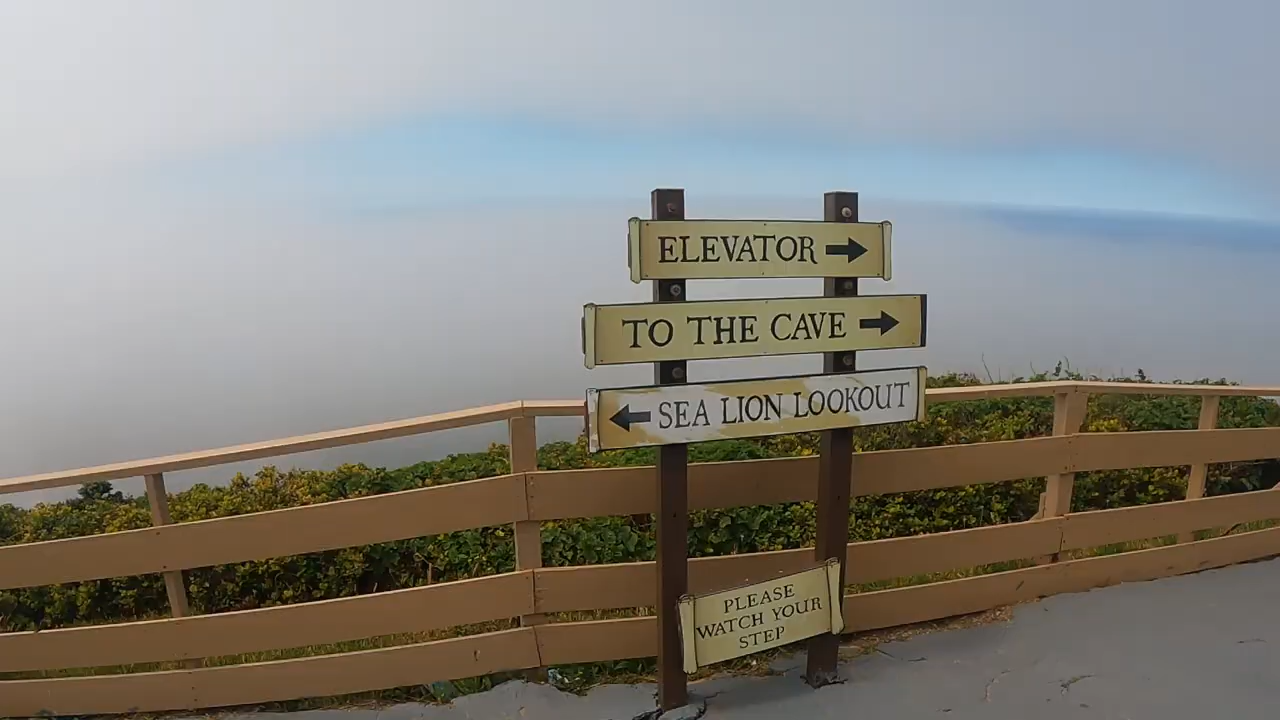 ELEVATOR
TO THE CAVE
SEA LION LOOKOUT
PLEASE
WATCH YOUR
STEP